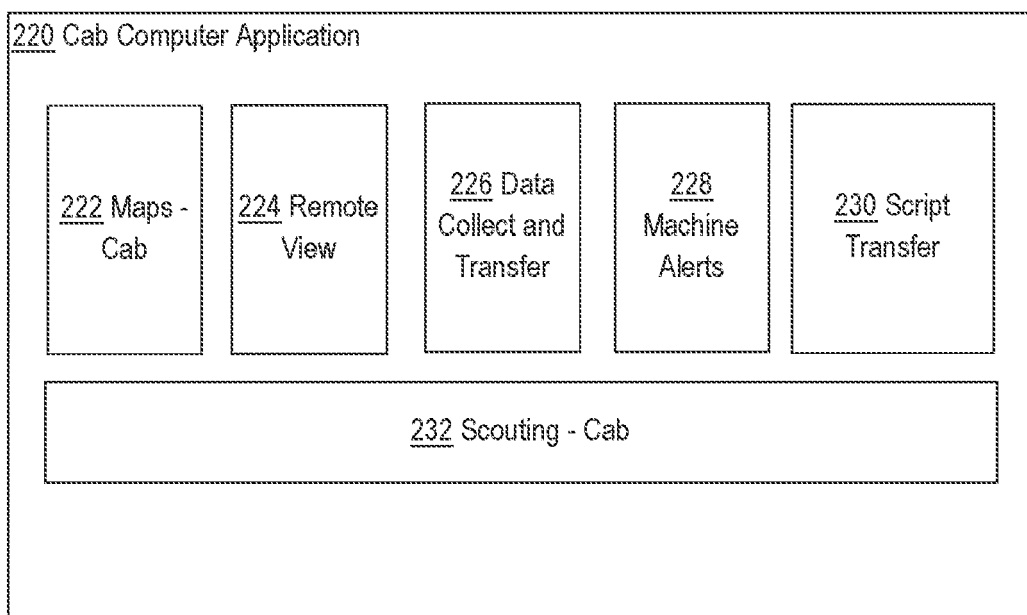 220 Cab Computer Application
222 Maps -
Cab
224 Remote
View
226 Data
Collect and
Transfer
228
Machine
Alerts
230 Script
Transfer
232 Scouting - Cab